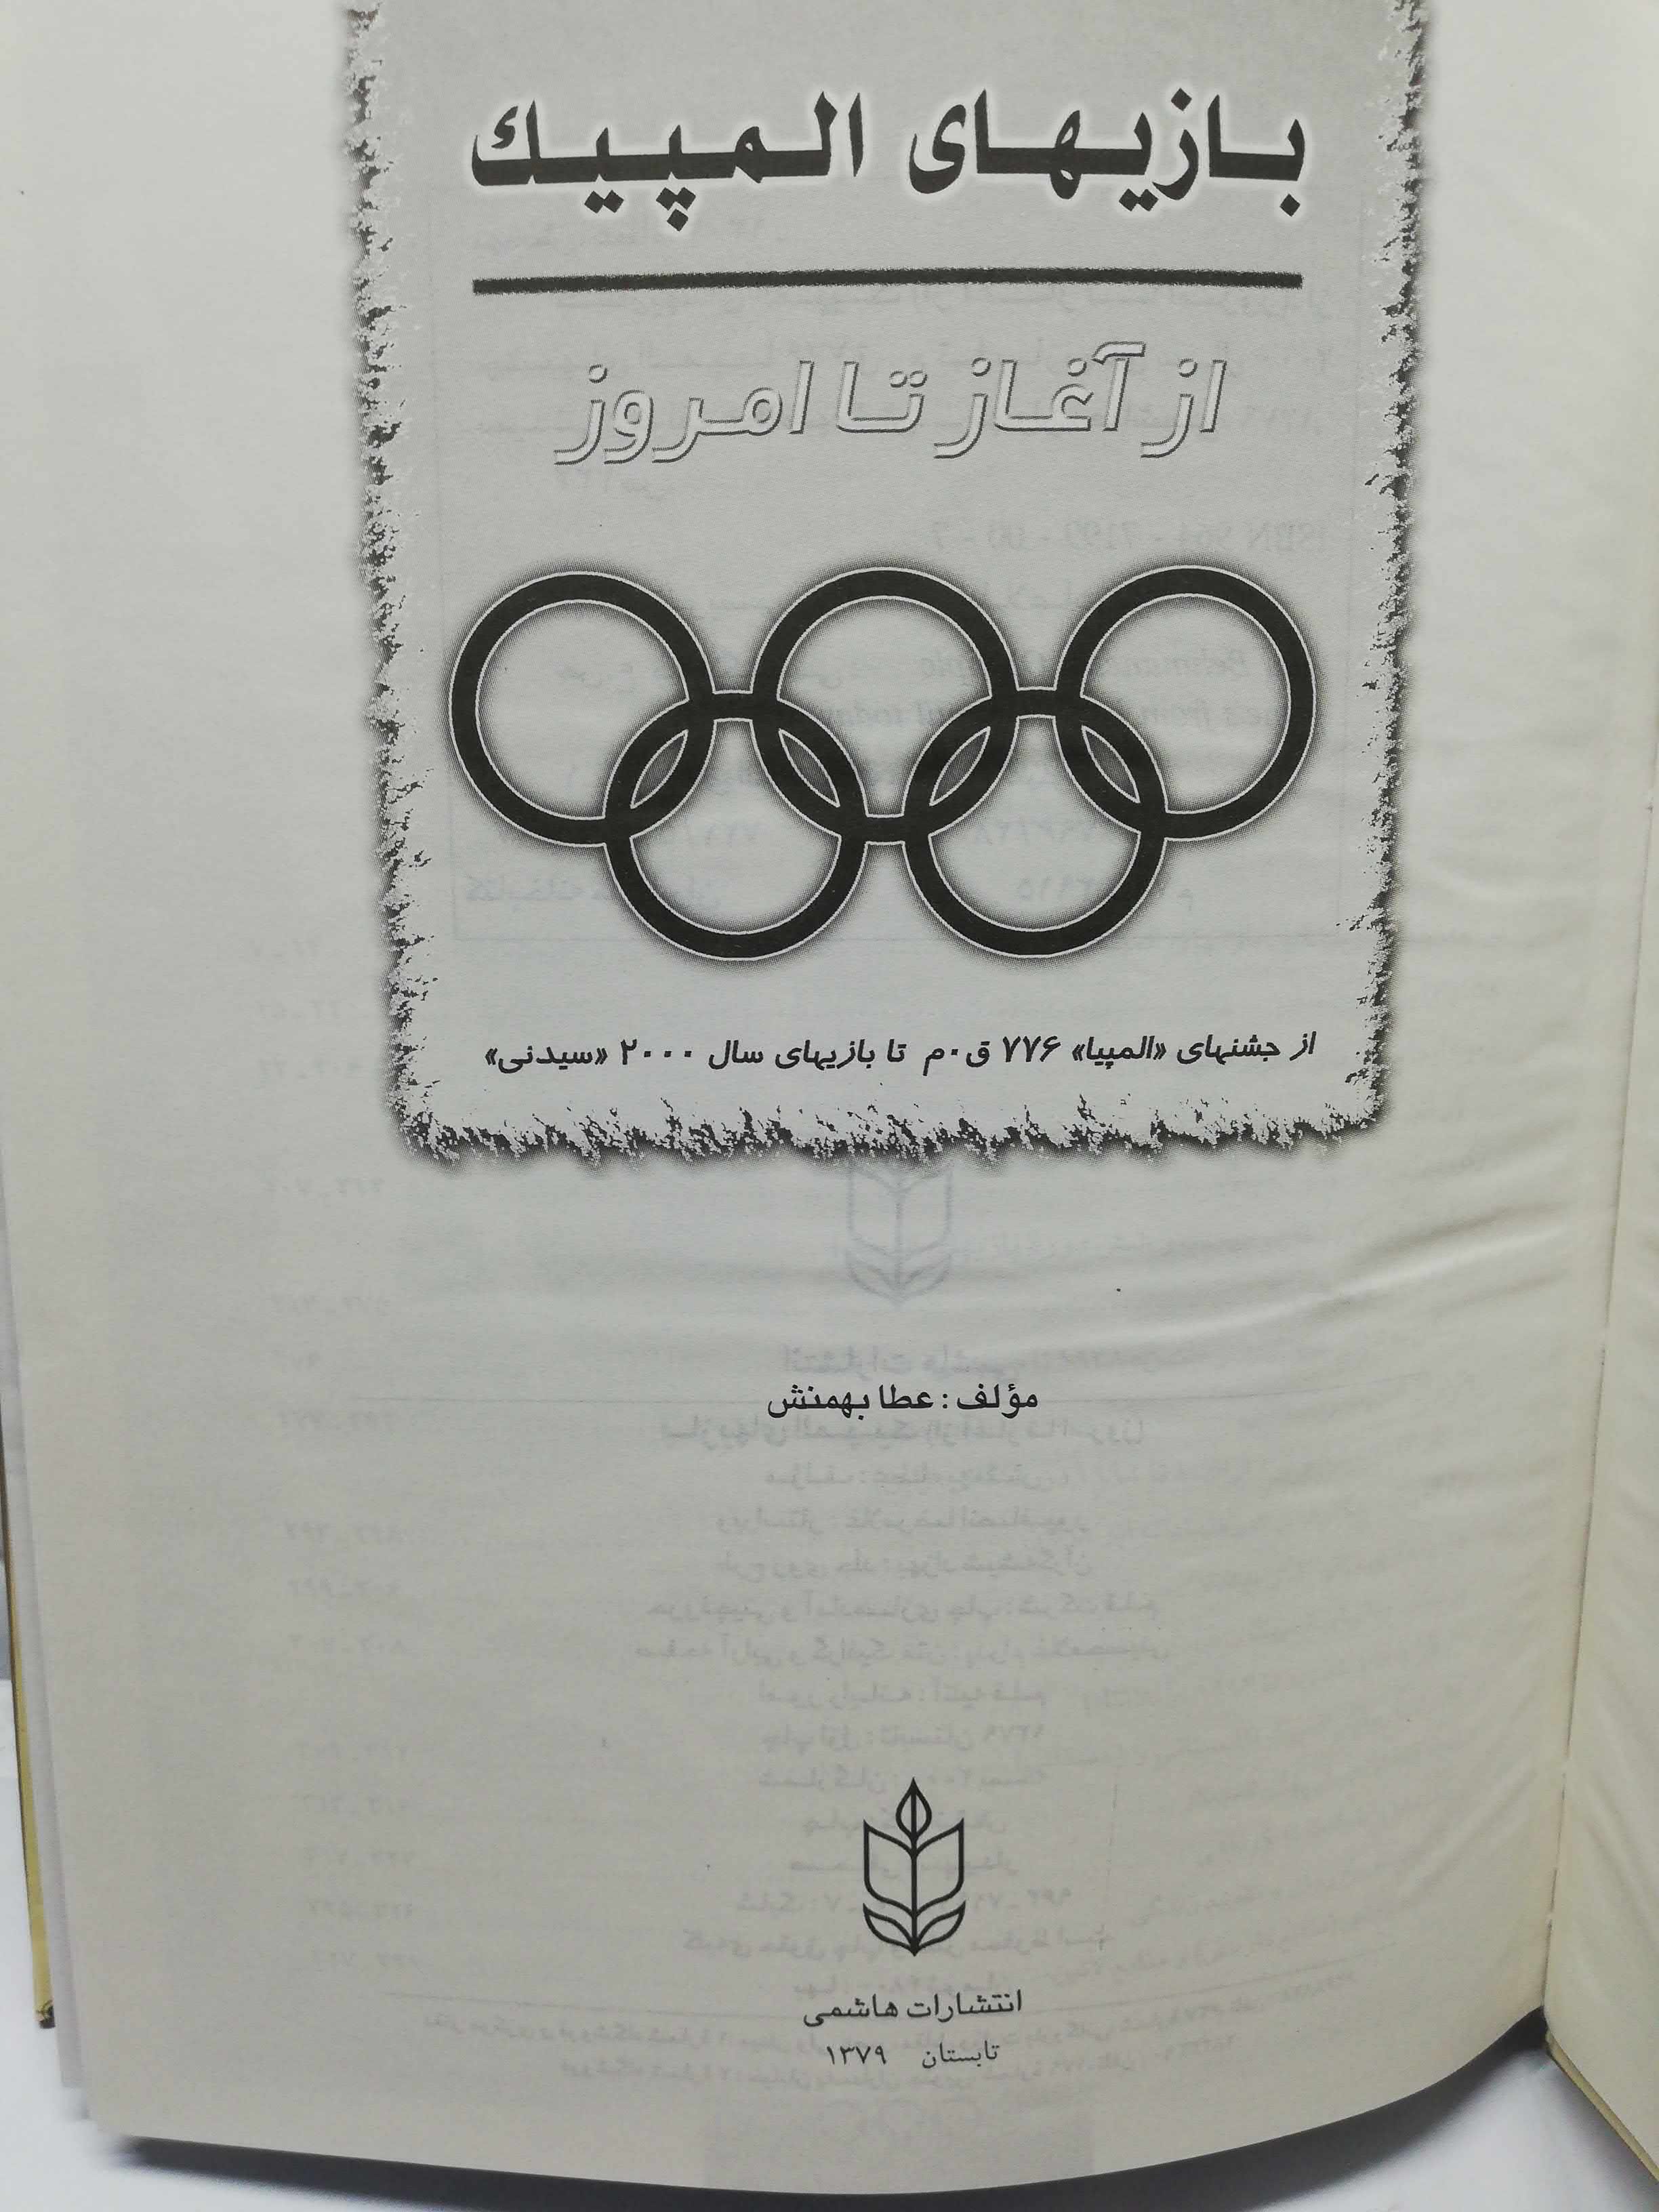 بازیهای المپیک
از آغاز تا امروز
از جشنهای «المپیا» ۷۷۶ ق.م تا بازیهای سال ۲۰۰۰ «سیدنی»
مؤلف : عطا بهمنش
انتشارات هاشمی
تابستان ۱۳۷۹